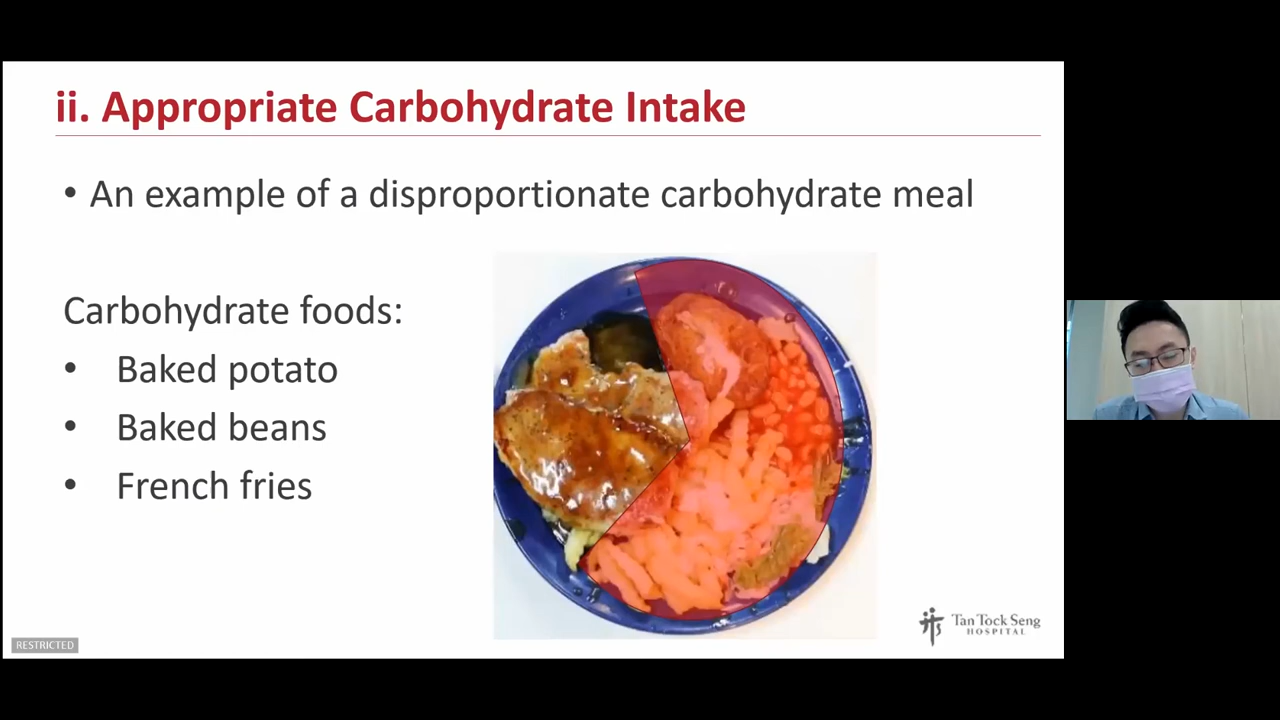 ii. Appropriate Carbohydrate Intake
• An example of a disproportionate carbohydrate meal
Carbohydrate foods:
• Baked potato
• Baked beans
• French fries
Tan Tock Seng
HOSPITAL
RESTRICTED